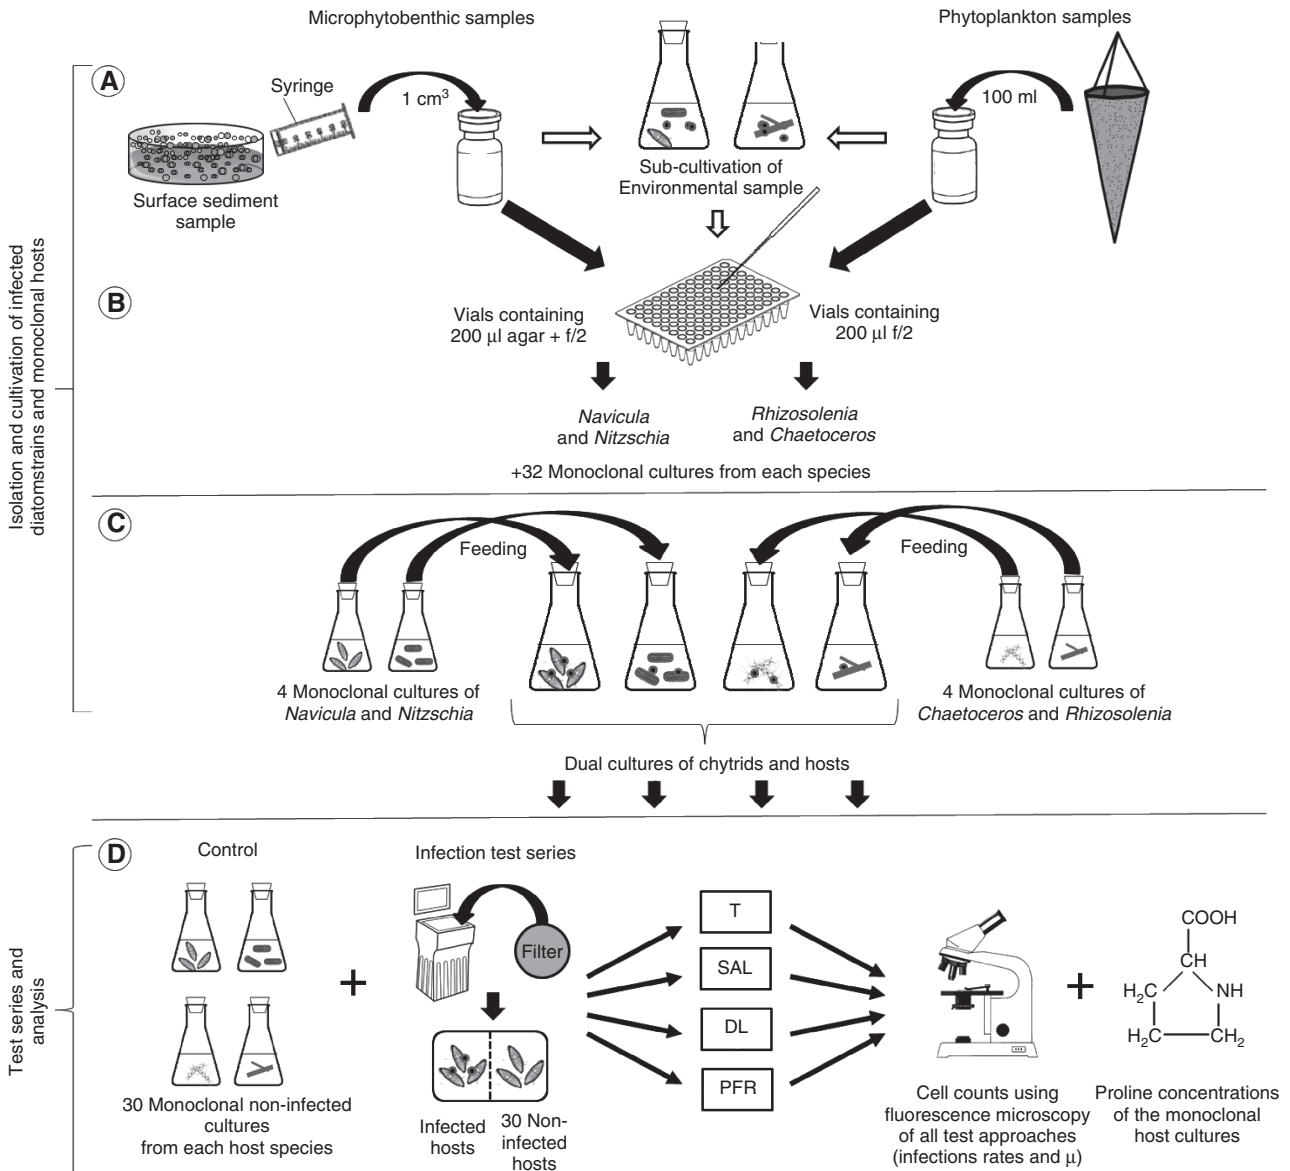 Microphytobenthic samples
Phytoplankton samples
A
Syringe
1 cm³
100 ml
Surface sediment
sample
Sub-cultivation of
Environmental sample
Isolation and cultivation of infected
diatomstrains and monoclonal hosts
B
Vials containing
200 µl agar + f/2
Vials containing
200 µl f/2
Navicula
and Nitzschia
Rhizosolenia
and Chaetoceros
+32 Monoclonal cultures from each species
C
Feeding
Feeding
4 Monoclonal cultures of
Navicula and Nitzschia
4 Monoclonal cultures of
Chaetoceros and Rhizosolenia
Dual cultures of chytrids and hosts
Test series and
analysis
D
Control
Infection test series
Filter
+
T
SAL
DL
PFR
+
COOH
CH
H₂C
NH
H₂C
CH₂
30 Monoclonal non-infected
cultures
from each host species
Infected
hosts
30 Non-
infected
hosts
Cell counts using
fluorescence microscopy
of all test approaches
(infections rates and µ)
Proline concentrations
of the monoclonal
host cultures